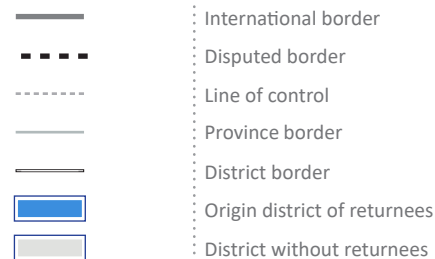 International border
Disputed border
Line of control
Province border
District border
Origin district of returnees
District without returnees